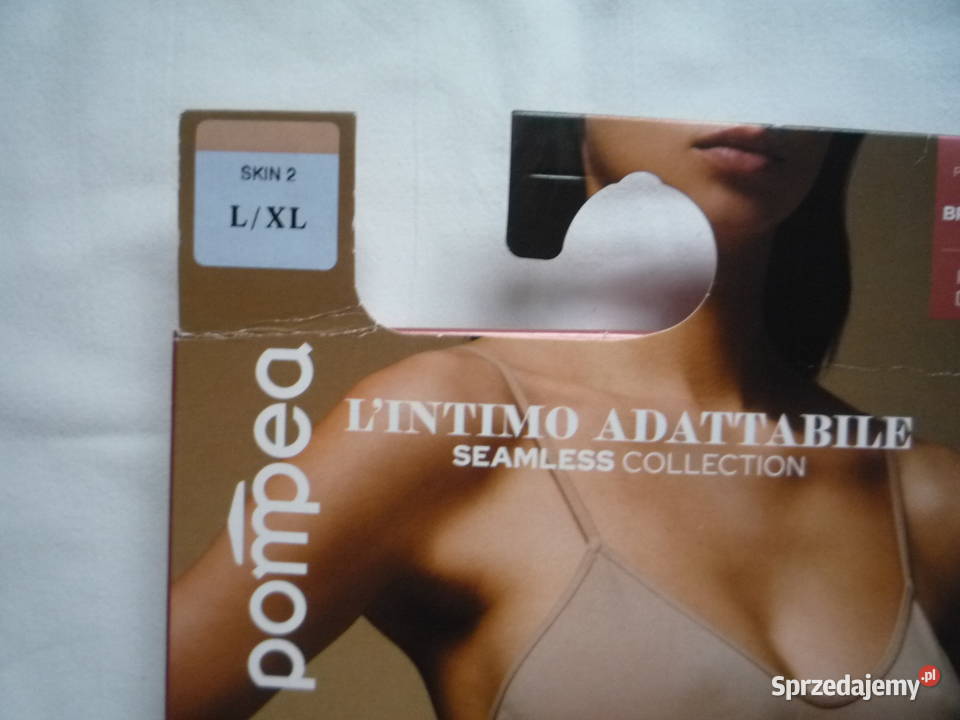 SKIN 2
L/XL
pompea
L'INTIMO ADATTABILE
SEAMLESS COLLECTION
Sprzedajemy.pl